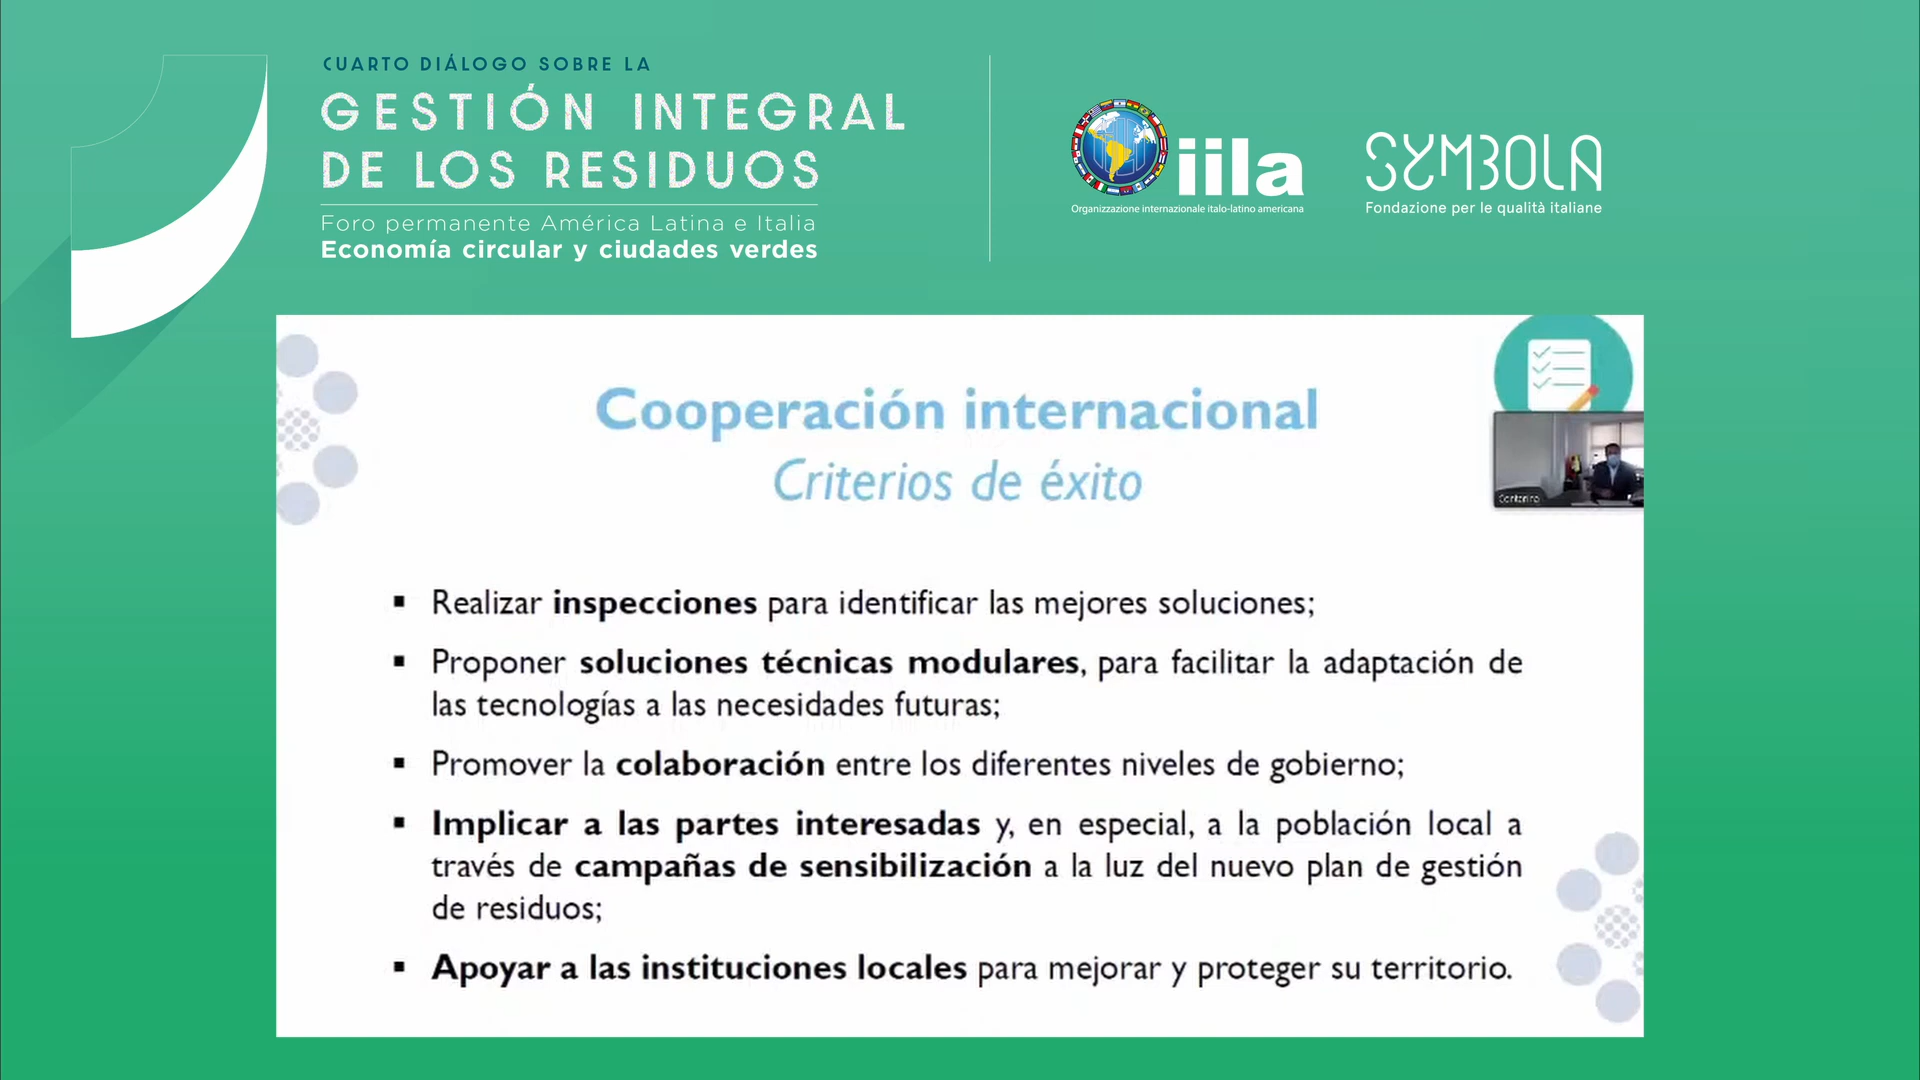 CUARTO DIÁLOGO SOBRE LA
GESTIÓN INTEGRAL
DE LOS RESIDUOS
Foro permanente América Latina e Italia
Economía circular y ciudades verdes
iila
Organizzazione internazionale italo-latino americana
SYMBOLA
Fondazione per le qualità italiane
Cooperación internacional
Criterios de éxito
▪ Realizar inspecciones para identificar las mejores soluciones;
▪ Proponer soluciones técnicas modulares, para facilitar la adaptación de
las tecnologías a las necesidades futuras;
▪ Promover la colaboración entre los diferentes niveles de gobierno;
▪ Implicar a las partes interesadas y, en especial, a la población local a
través de campañas de sensibilización a la luz del nuevo plan de gestión
de residuos;
▪ Apoyar a las instituciones locales para mejorar y proteger su territorio.